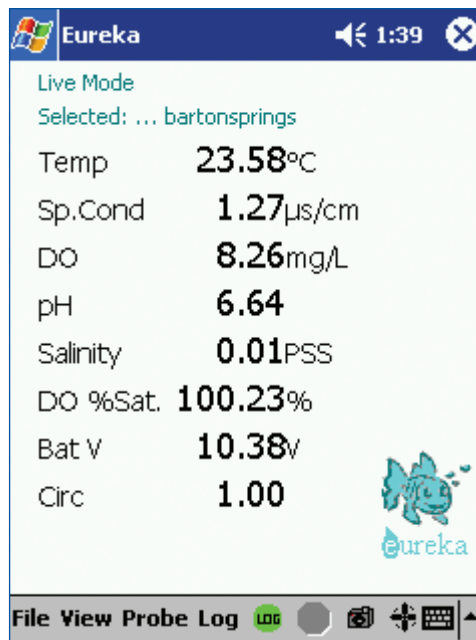 Eureka 1:39
Live Mode
Selected: ... bartonsprings
Temp 23.58ºC
Sp.Cond 1.27µs/cm
DO 8.26mg/L
pH 6.64
Salinity 0.01PSS
DO %Sat. 100.23%
Bat V 10.38V
Circ 1.00
eureka
File View Probe Log LOG